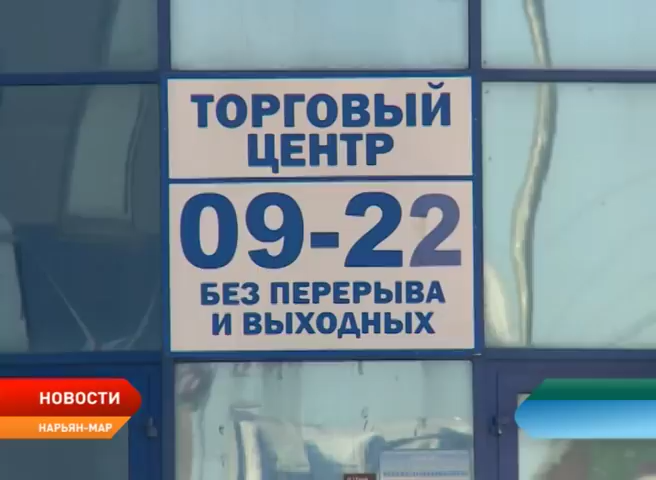 ТОРГОВЫЙ
ЦЕНТР
09-22
БЕЗ ПЕРЕРЫВА
И ВЫХОДНЫХ
НОВОСТИ
НАРЬЯН-МАР